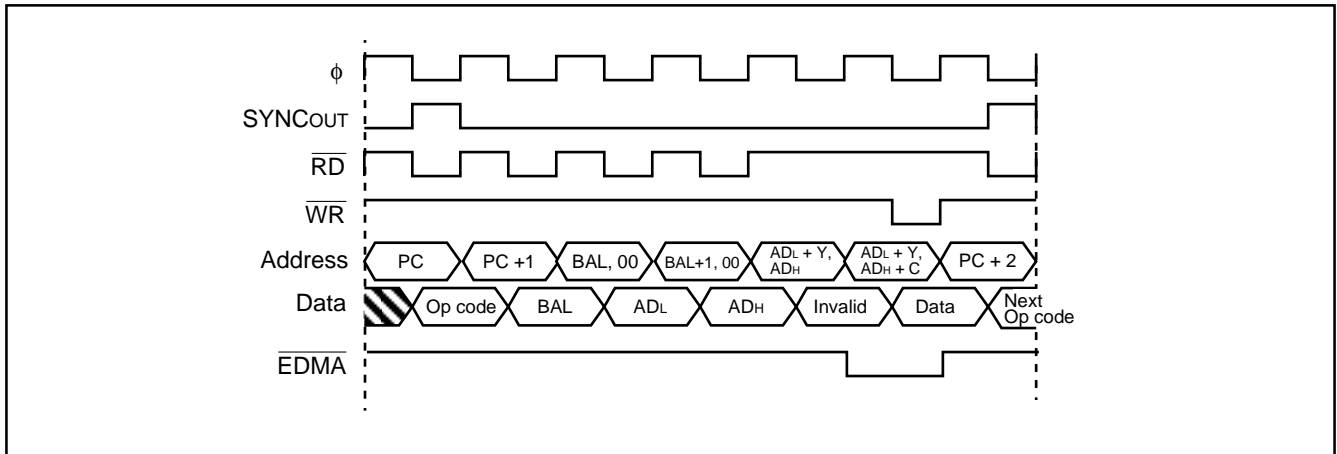 ϕ
SYNCOUT
RD
WR
Address PC PC +1 BAL, 00 BAL+1, 00 ADL + Y, ADH ADL + Y, ADH + C PC + 2
Data Op code BAL ADL ADH Invalid Data Next Op code
EDMA